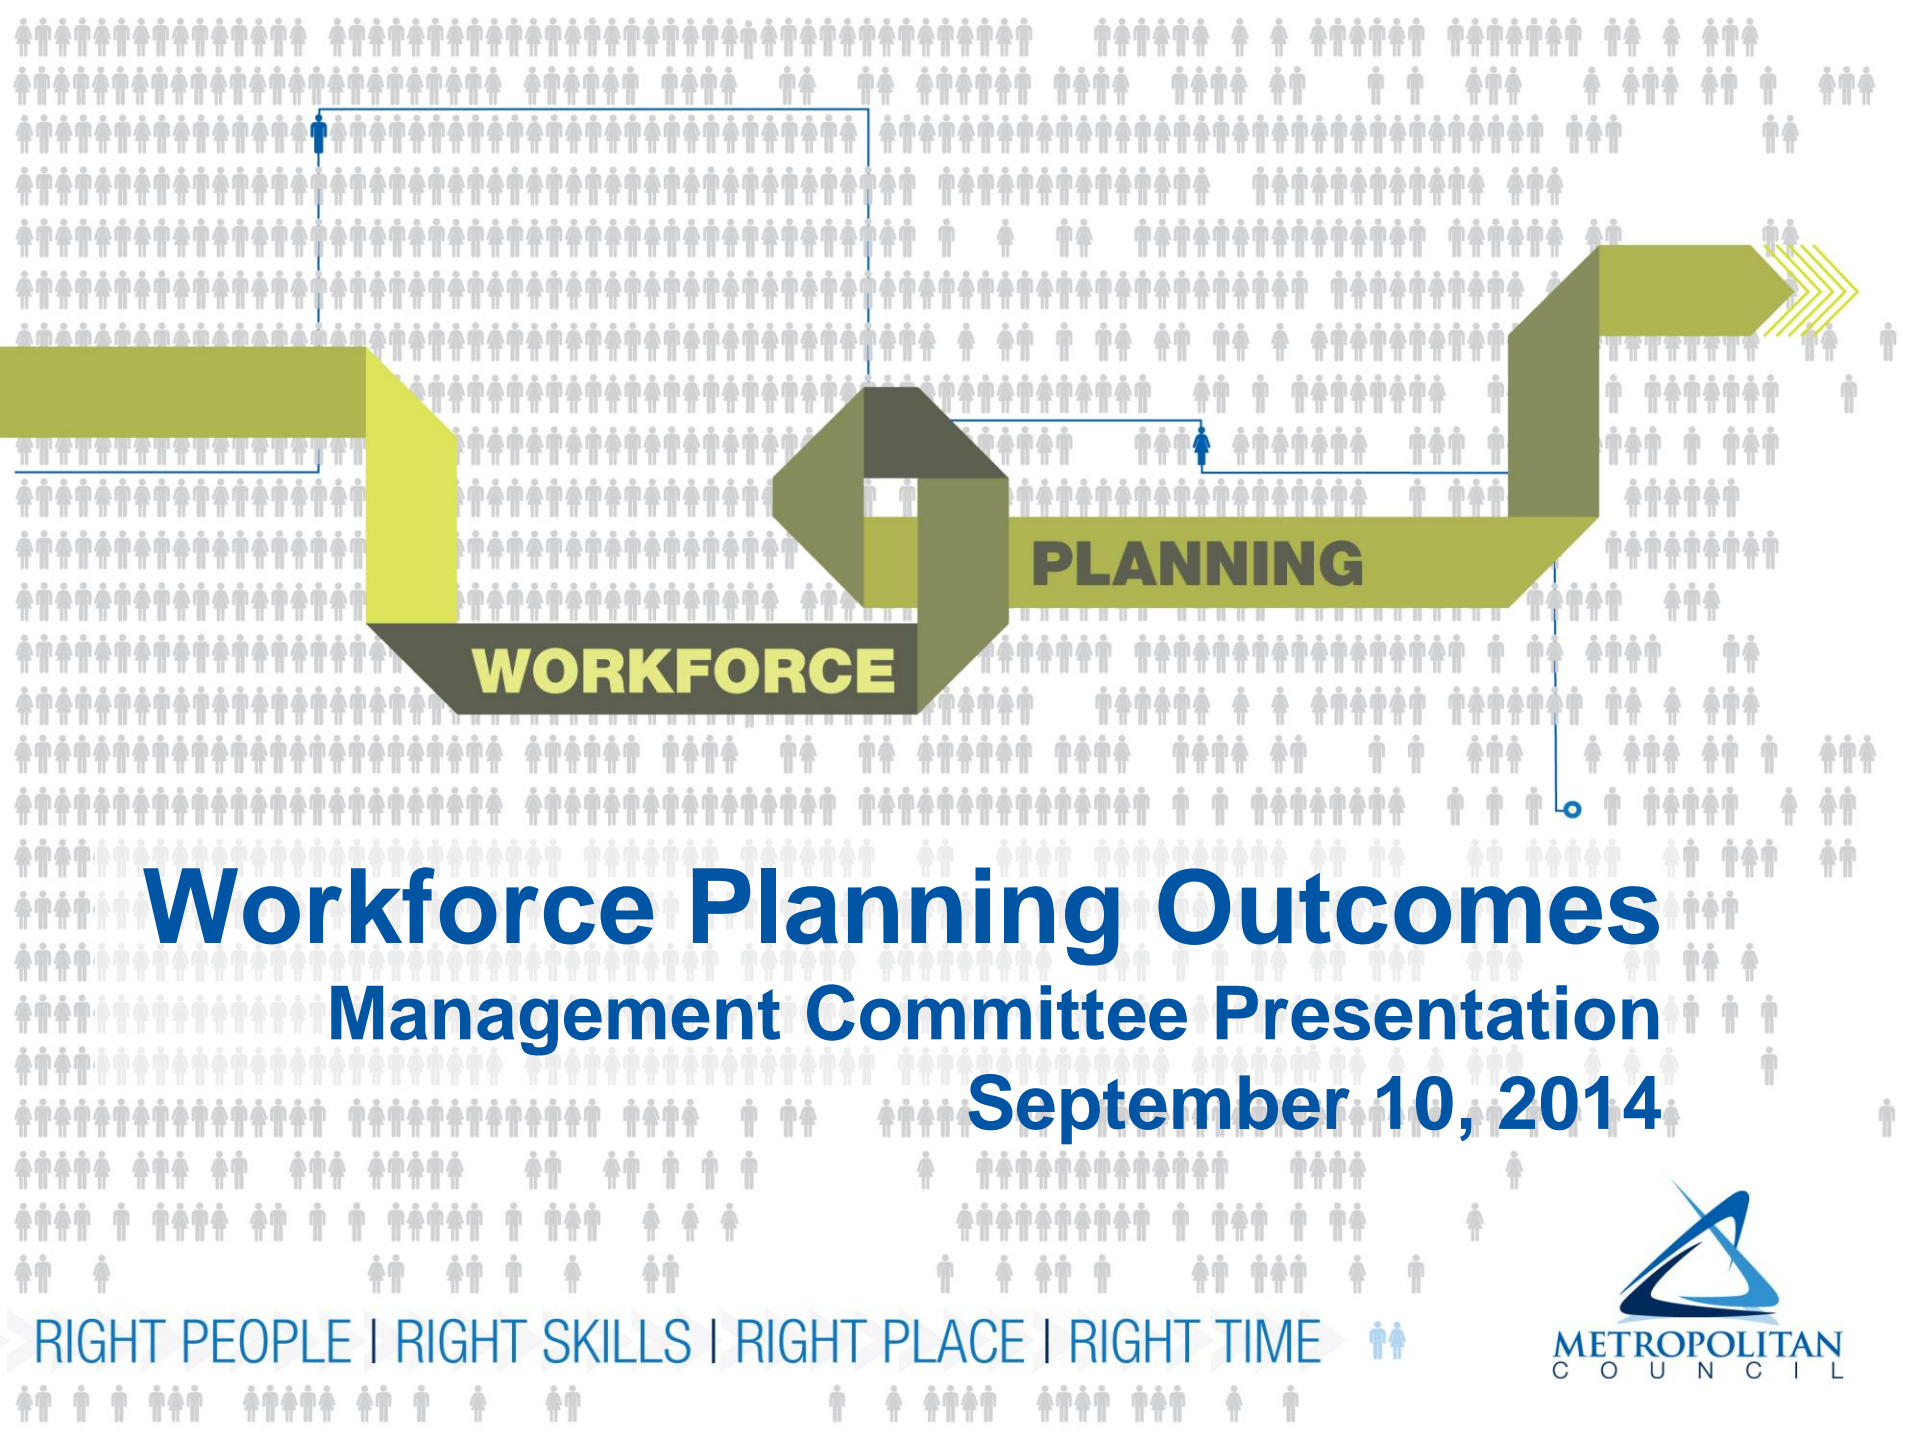 PLANNING
WORKFORCE
Workforce Planning Outcomes
Management Committee Presentation
September 10, 2014
RIGHT PEOPLE | RIGHT SKILLS | RIGHT PLACE | RIGHT TIME
METROPOLITAN
COUNCIL